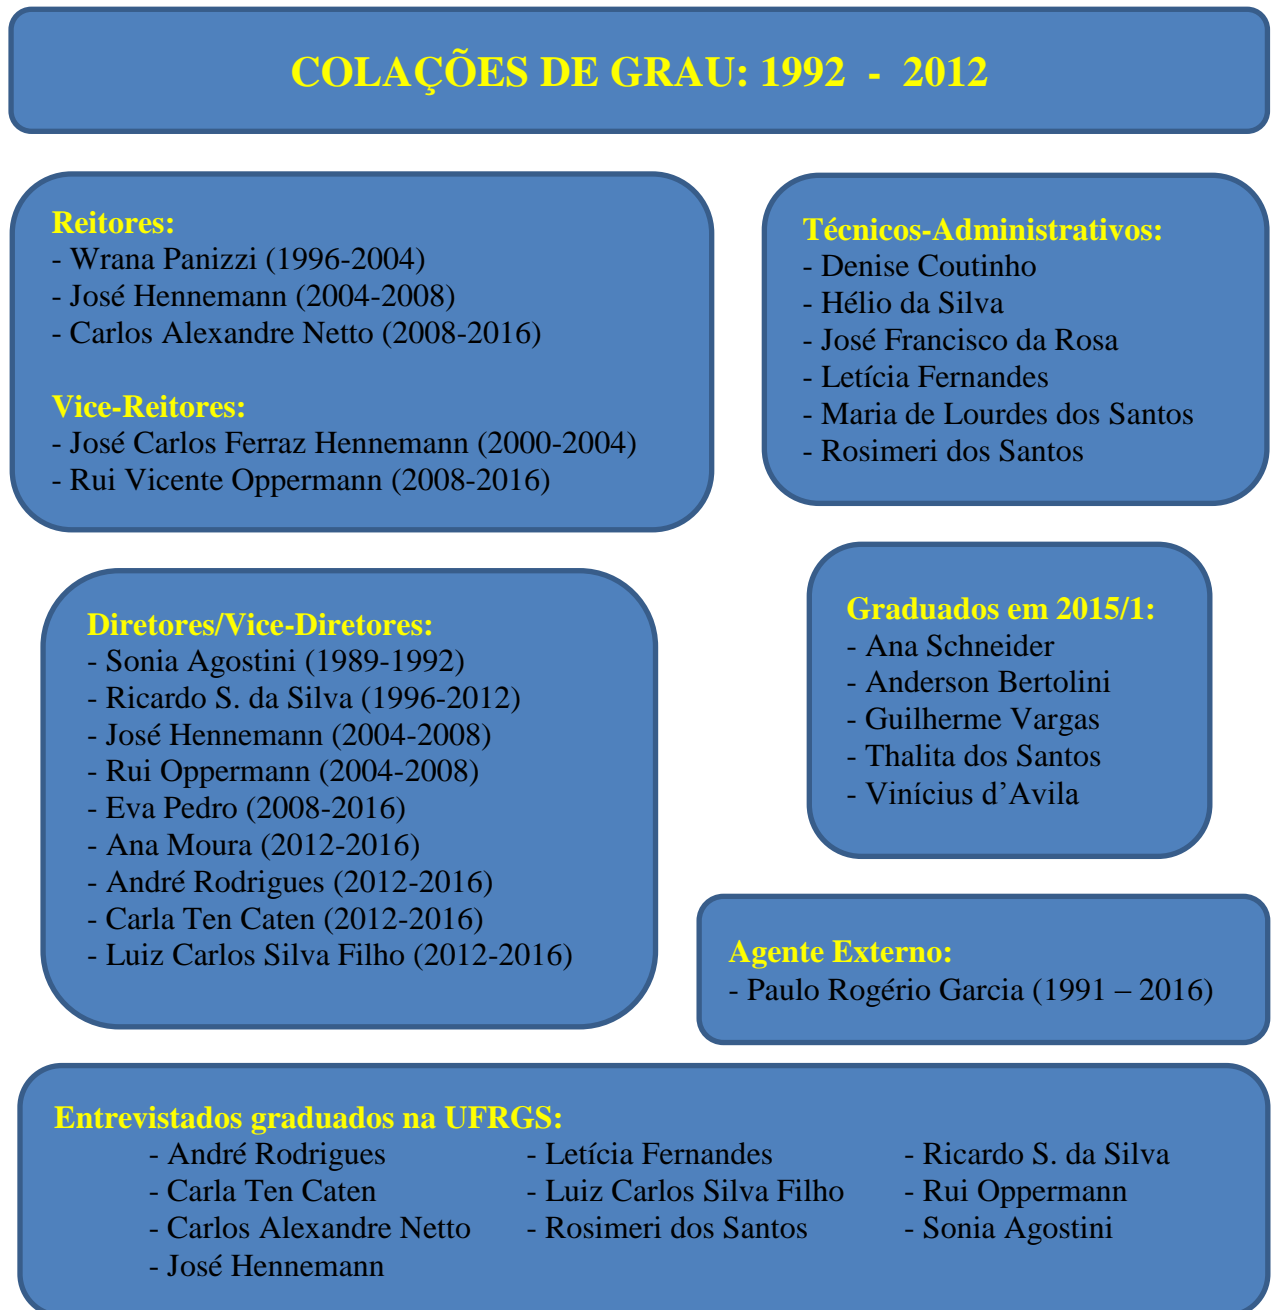 COLAÇÕES DE GRAU: 1992 - 2012
Reitores:
- Wrana Panizzi (1996-2004)
- José Hennemann (2004-2008)
- Carlos Alexandre Netto (2008-2016)
Vice-Reitores:
- José Carlos Ferraz Hennemann (2000-2004)
- Rui Vicente Oppermann (2008-2016)
Técnicos-Administrativos:
- Denise Coutinho
- Hélio da Silva
- José Francisco da Rosa
- Letícia Fernandes
- Maria de Lourdes dos Santos
- Rosimeri dos Santos
Diretores/Vice-Diretores:
- Sonia Agostini (1989-1992)
- Ricardo S. da Silva (1996-2012)
- José Hennemann (2004-2008)
- Rui Oppermann (2004-2008)
- Eva Pedro (2008-2016)
- Ana Moura (2012-2016)
- André Rodrigues (2012-2016)
- Carla Ten Caten (2012-2016)
- Luiz Carlos Silva Filho (2012-2016)
Graduados em 2015/1:
- Ana Schneider
- Anderson Bertolini
- Guilherme Vargas
- Thalita dos Santos
- Vinícius d’Avila
Agente Externo:
- Paulo Rogério Garcia (1991 – 2016)
Entrevistados graduados na UFRGS:
- André Rodrigues
- Carla Ten Caten
- Carlos Alexandre Netto
- José Hennemann
- Letícia Fernandes
- Luiz Carlos Silva Filho
- Rosimeri dos Santos
- Ricardo S. da Silva
- Rui Oppermann
- Sonia Agostini